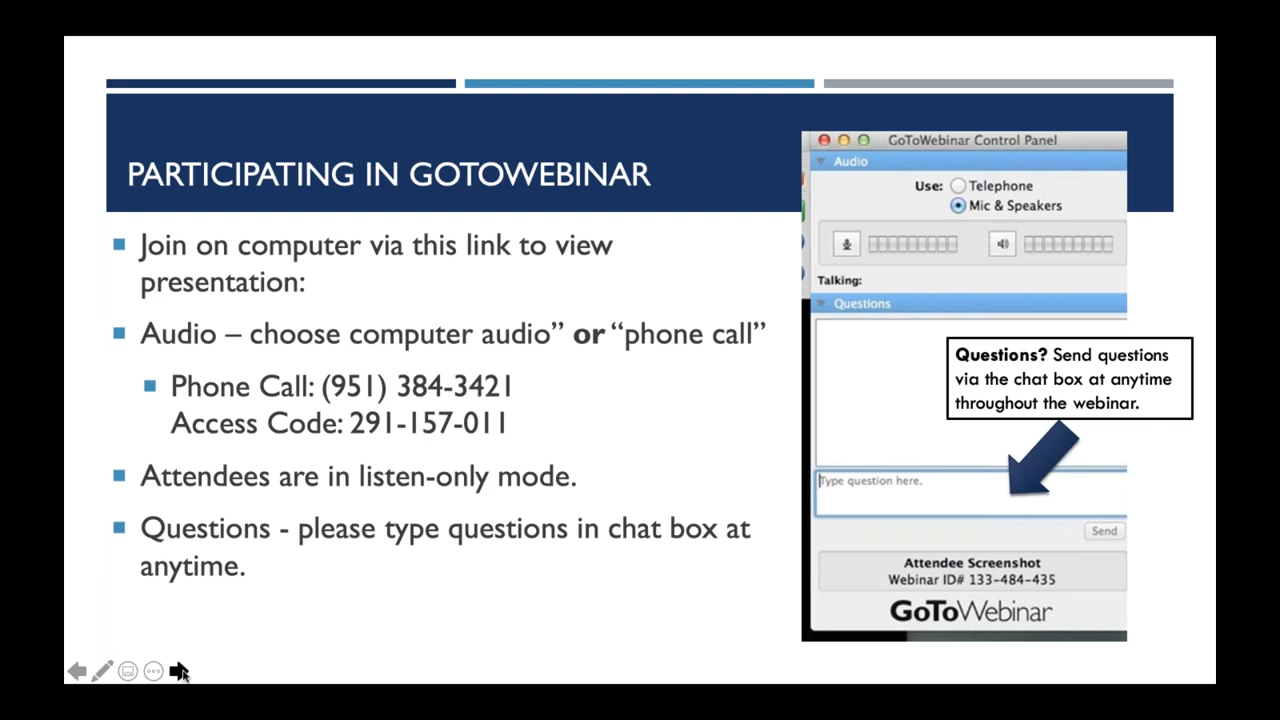 PARTICIPATING IN GOTOWEBINAR
Join on computer via this link to view
presentation:
Audio – choose computer audio” or “phone call”
Phone Call: (951) 384-3421
Access Code: 291-157-011
Attendees are in listen-only mode.
Questions - please type questions in chat box at
anytime.
GoToWebinar Control Panel
Audio
Use: Telephone
Mic & Speakers
Talking:
Questions
Questions? Send questions
via the chat box at anytime
throughout the webinar.
Type question here.
Send
Attendee Screenshot
Webinar ID# 133-484-435
GoToWebinar